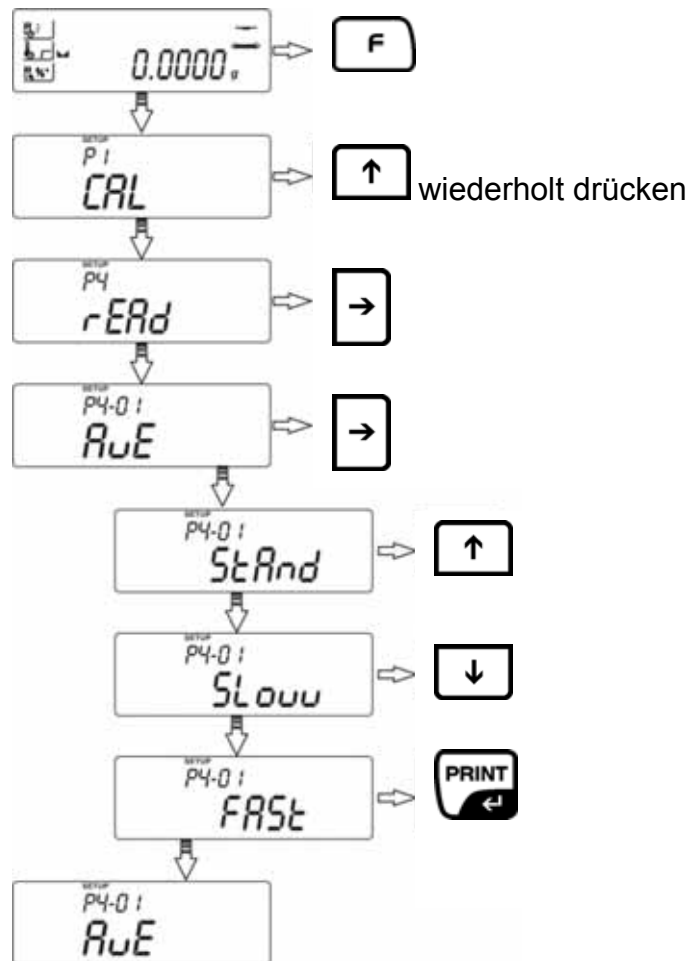 0.0000 g
F
SETUP
P1
CAL
↑ wiederholt drücken
SETUP
P4
rEAd
→
SETUP
P4-01
AvE
→
SETUP
P4-01
StAnd
↑
SETUP
P4-01
SLouu
↓
SETUP
P4-01
FASt
PRINT
SETUP
P4-01
AvE